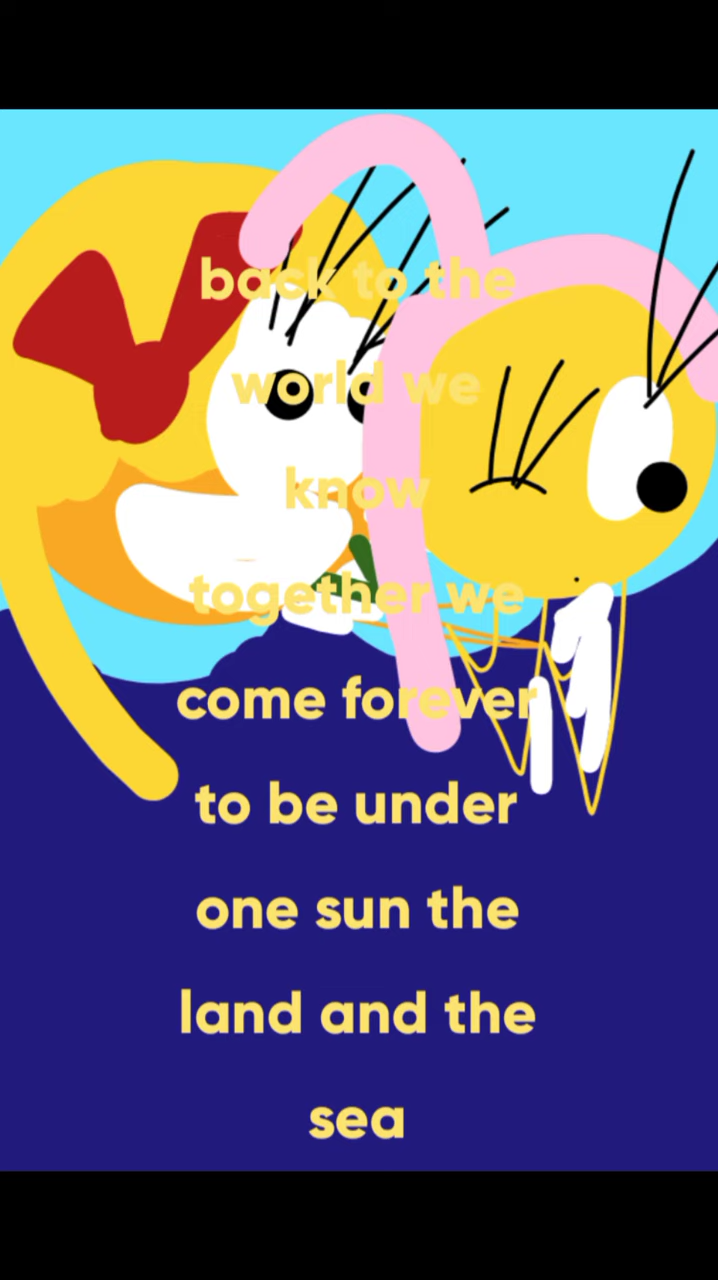 back to the
world we
know
together we
come forever
to be under
one sun the
land and the
sea